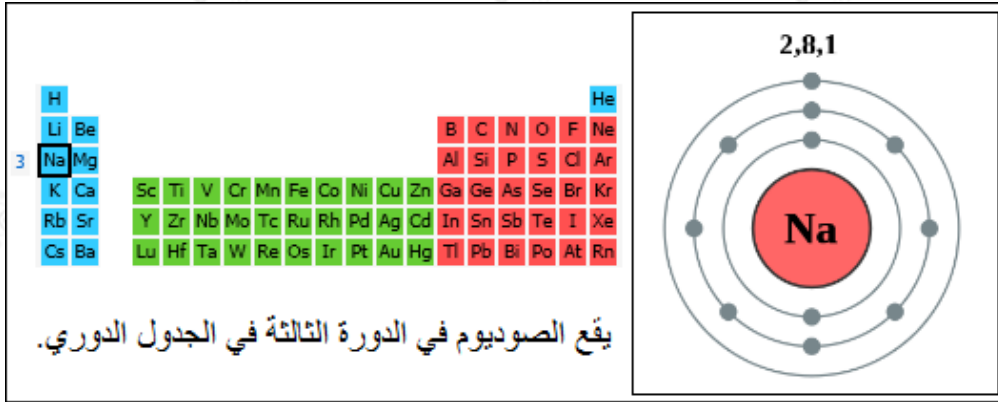 H He
Li Be B C N O F Ne
3 Na Mg Al Si P S Cl Ar
K Ca Sc Ti V Cr Mn Fe Co Ni Cu Zn Ga Ge As Se Br Kr
Rb Sr Y Zr Nb Mo Tc Ru Rh Pd Ag Cd In Sn Sb Te I Xe
Cs Ba Lu Hf Ta W Re Os Ir Pt Au Hg Tl Pb Bi Po At Rn
يقع الصوديوم في الدورة الثالثة في الجدول الدوري.
2,8,1
Na